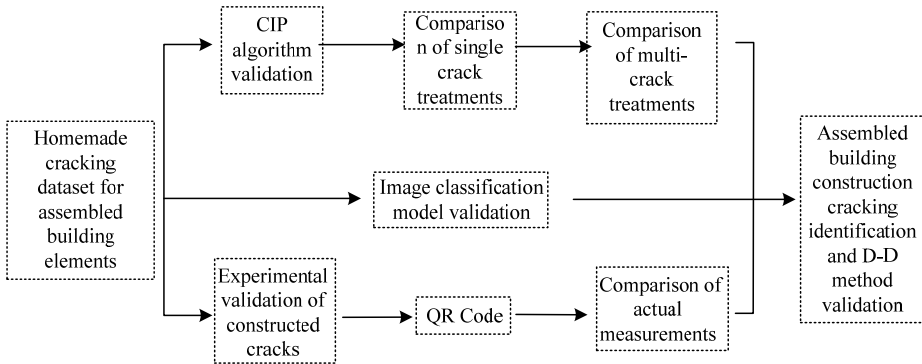 Homemade
cracking
dataset for
assembled
building
elements
CIP
algorithm
validation
Compariso
n of single
crack
treatments
Comparison
of multi-
crack
treatments
Image classification
model validation
Experimental
validation of
constructed
cracks
QR Code
Comparison of
actual
measurements
Assembled
building
construction
cracking
identification
and D-D
method
validation